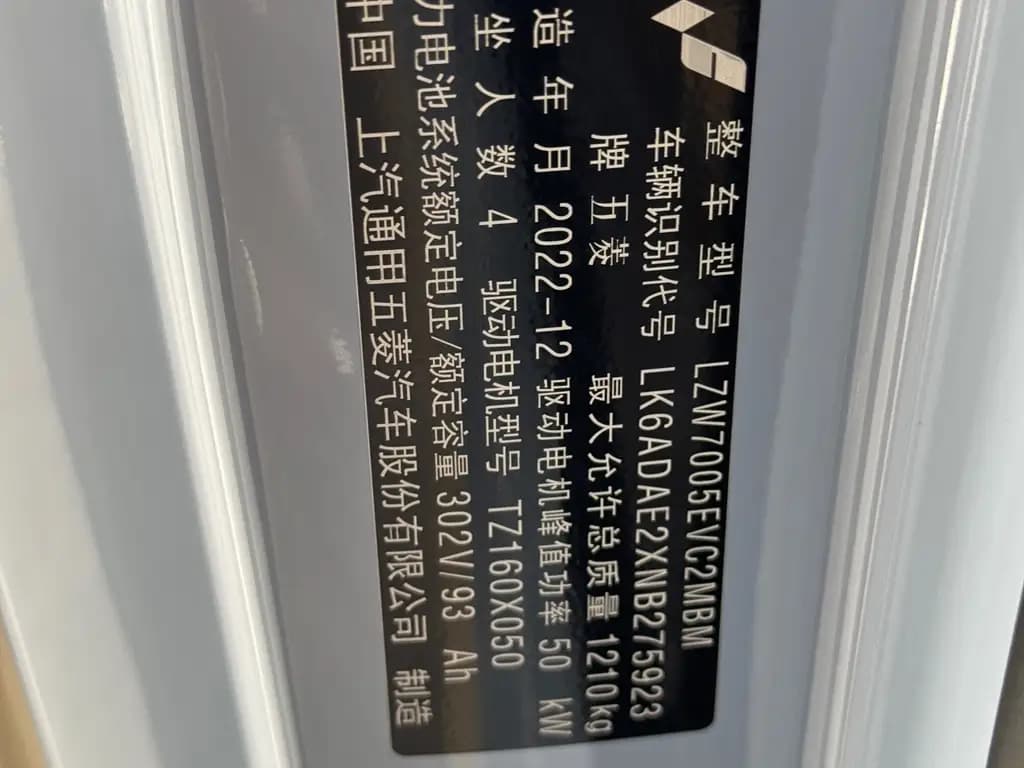 整车型号 LZW7005EVC2MBM
车辆识别代号 LK6ADAE2XNB275923
牌 五菱 最大允许总质量 1210kg
造年月 2022-12 驱动电机峰值功率 50 kW
坐人数 4 驱动电机型号 TZ160X050
力电池系统额定电压/额定容量 302V/93 Ah
中国 上汽通用五菱汽车股份有限公司 制造